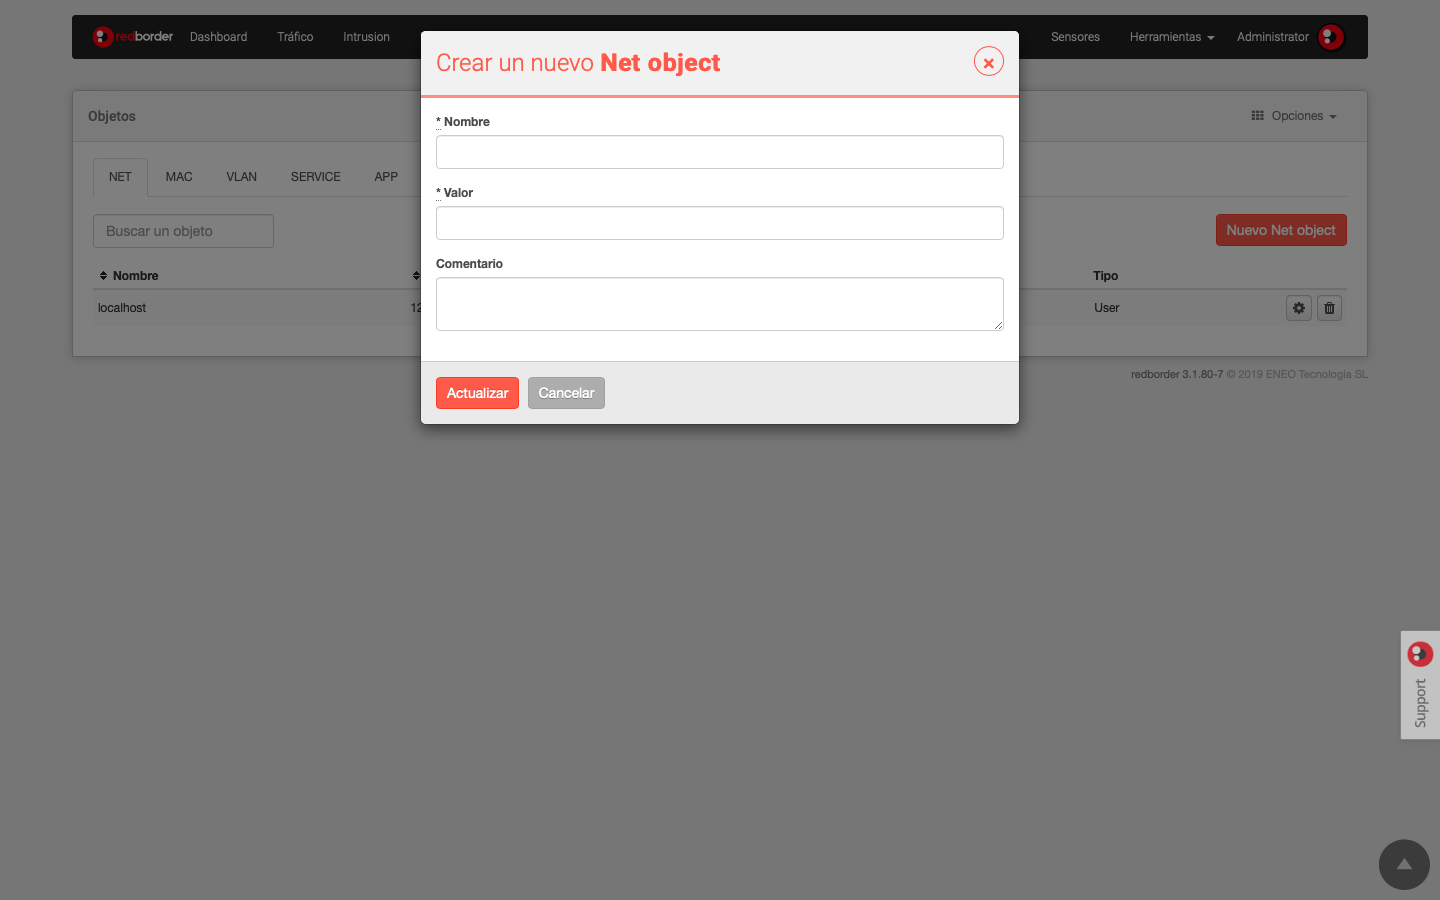 redborder Dashboard Tráfico Intrusion Sensores Herramientas Administrator
Crear un nuevo Net object
Objetos
Opciones
* Nombre
NET MAC VLAN SERVICE APP
* Valor
Buscar un objeto
Nuevo Net object
Comentario
Nombre Tipo
localhost 12 User
redborder 3.1.80-7 © 2019 ENEO Tecnologia SL
Actualizar Cancelar
Support